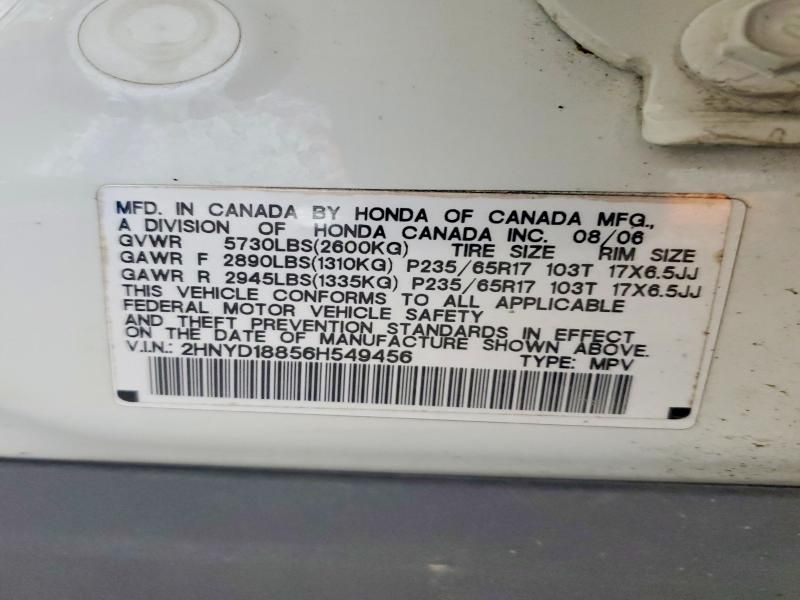 MFD. IN CANADA BY HONDA OF CANADA MFG.,
A DIVISION OF HONDA CANADA INC. 08/06
GVWR 5730LBS(2600KG) TIRE SIZE RIM SIZE
GAWR F 2890LBS(1310KG) P235/65R17 103T 17X6.5JJ
GAWR R 2945LBS(1335KG) P235/65R17 103T 17X6.5JJ
THIS VEHICLE CONFORMS TO ALL APPLICABLE
FEDERAL MOTOR VEHICLE SAFETY
AND THEFT PREVENTION STANDARDS IN EFFECT
ON THE DATE OF MANUFACTURE SHOWN ABOVE.
V.I.N.: 2HNYD18856H549456 TYPE: MPV